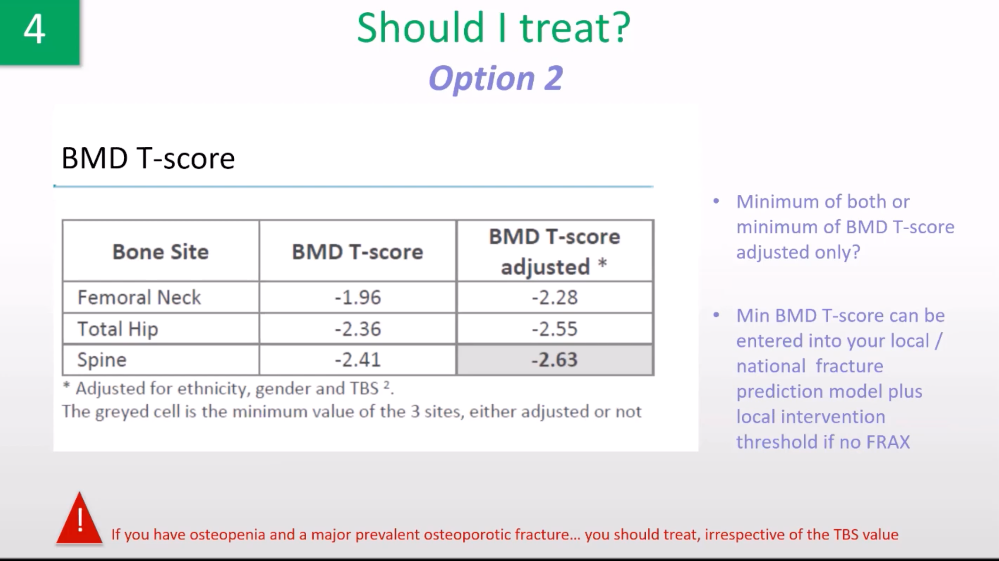 4
Should I treat?
Option 2
BMD T-score
Bone Site BMD T-score BMD T-score adjusted *
Femoral Neck -1.96 -2.28
Total Hip -2.36 -2.55
Spine -2.41 -2.63
* Adjusted for ethnicity, gender and TBS ².
The greyed cell is the minimum value of the 3 sites, either adjusted or not
• Minimum of both or
minimum of BMD T-score
adjusted only?
• Min BMD T-score can be
entered into your local /
national fracture
prediction model plus
local intervention
threshold if no FRAX
!
If you have osteopenia and a major prevalent osteoporotic fracture... you should treat, irrespective of the TBS value